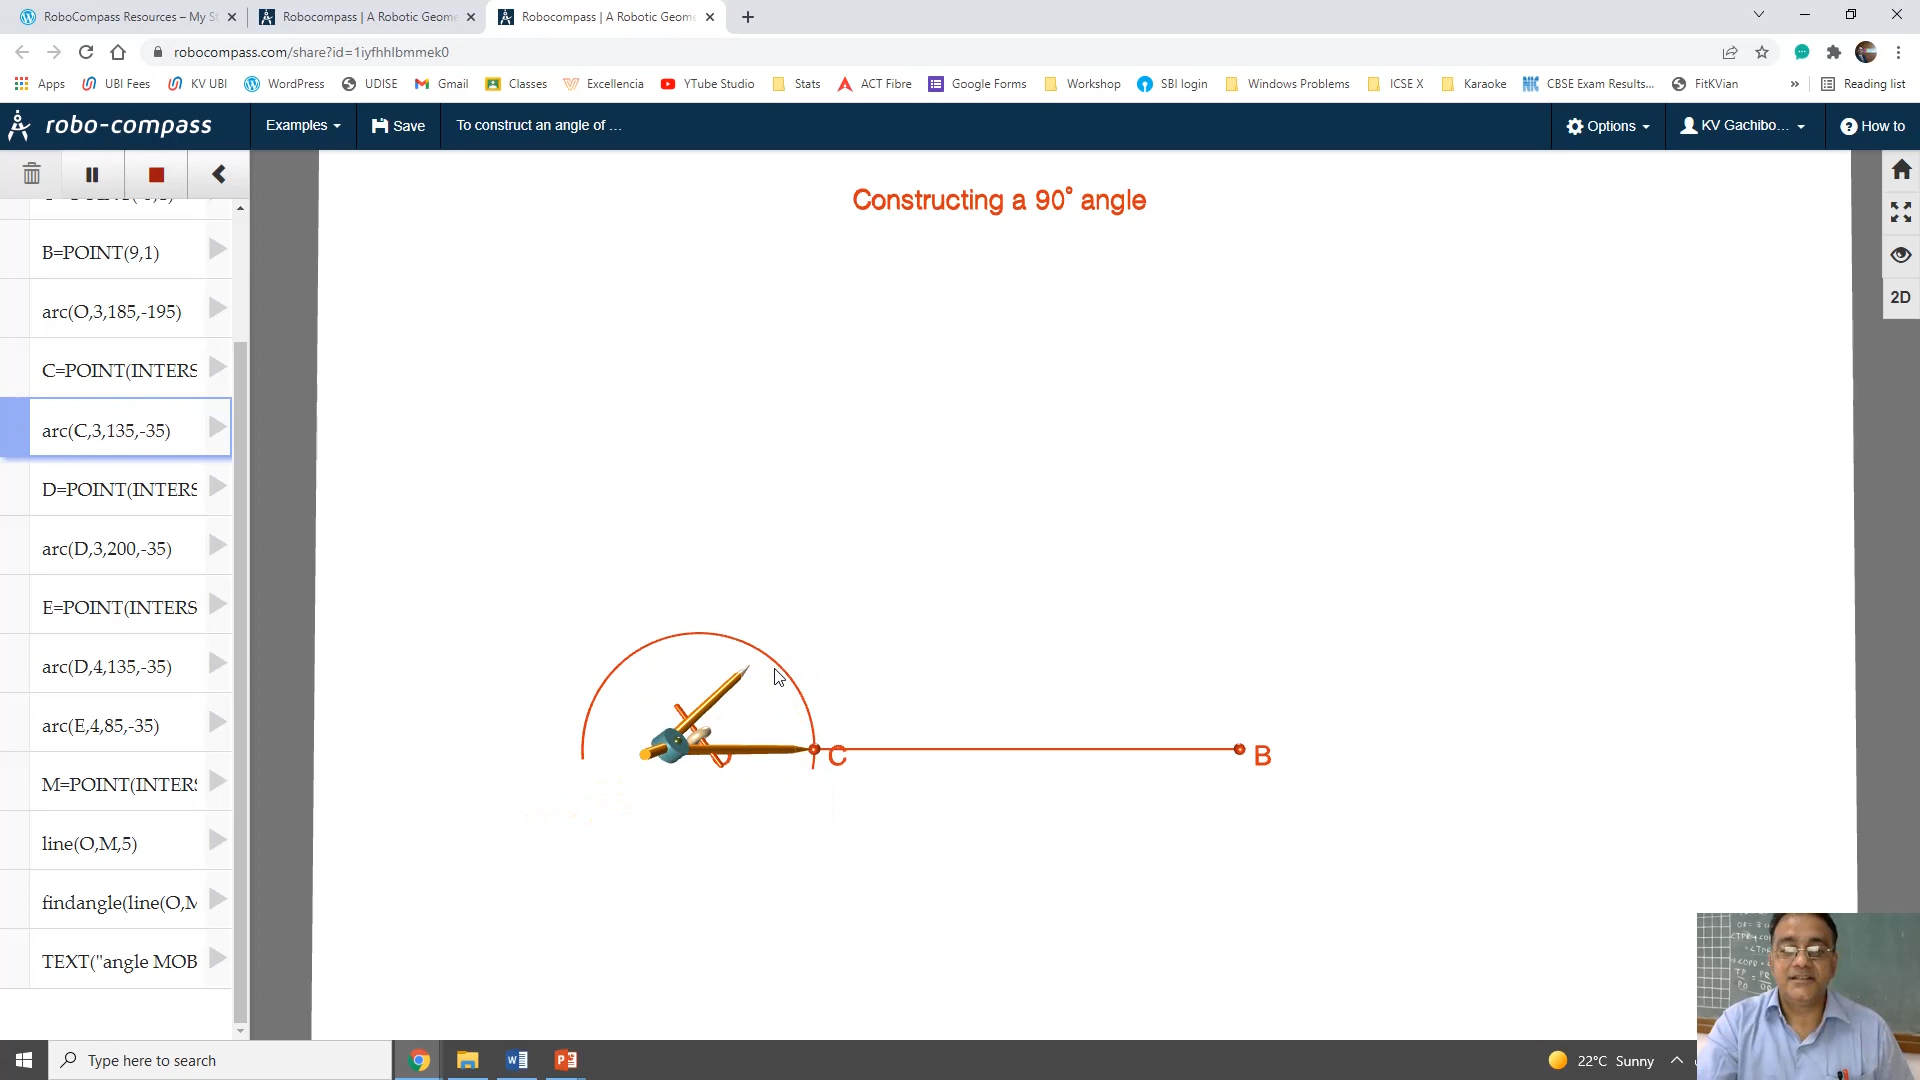 RoboCompass Resources – My St
Robocompass | A Robotic Geome
Robocompass | A Robotic Geome
robocompass.com/share?id=1iyfhhlbmmek0
Apps
UBI Fees
KV UBI
WordPress
UDISE
Gmail
Classes
Excellencia
YTube Studio
Stats
ACT Fibre
Google Forms
Workshop
SBI login
Windows Problems
ICSE X
Karaoke
CBSE Exam Results...
FitKVian
»
Reading list
robo-compass
Examples
Save
To construct an angle of ...
Options
KV Gachibo...
How to
B=POINT(9,1)
arc(O,3,185,-195)
C=POINT(INTERS
arc(C,3,135,-35)
D=POINT(INTERS
arc(D,3,200,-35)
E=POINT(INTERS
arc(D,4,135,-35)
arc(E,4,85,-35)
M=POINT(INTERS
line(O,M,5)
findangle(line(O,M
TEXT("angle MOB
Constructing a 90° angle
2D
C
B
Type here to search
22°C Sunny